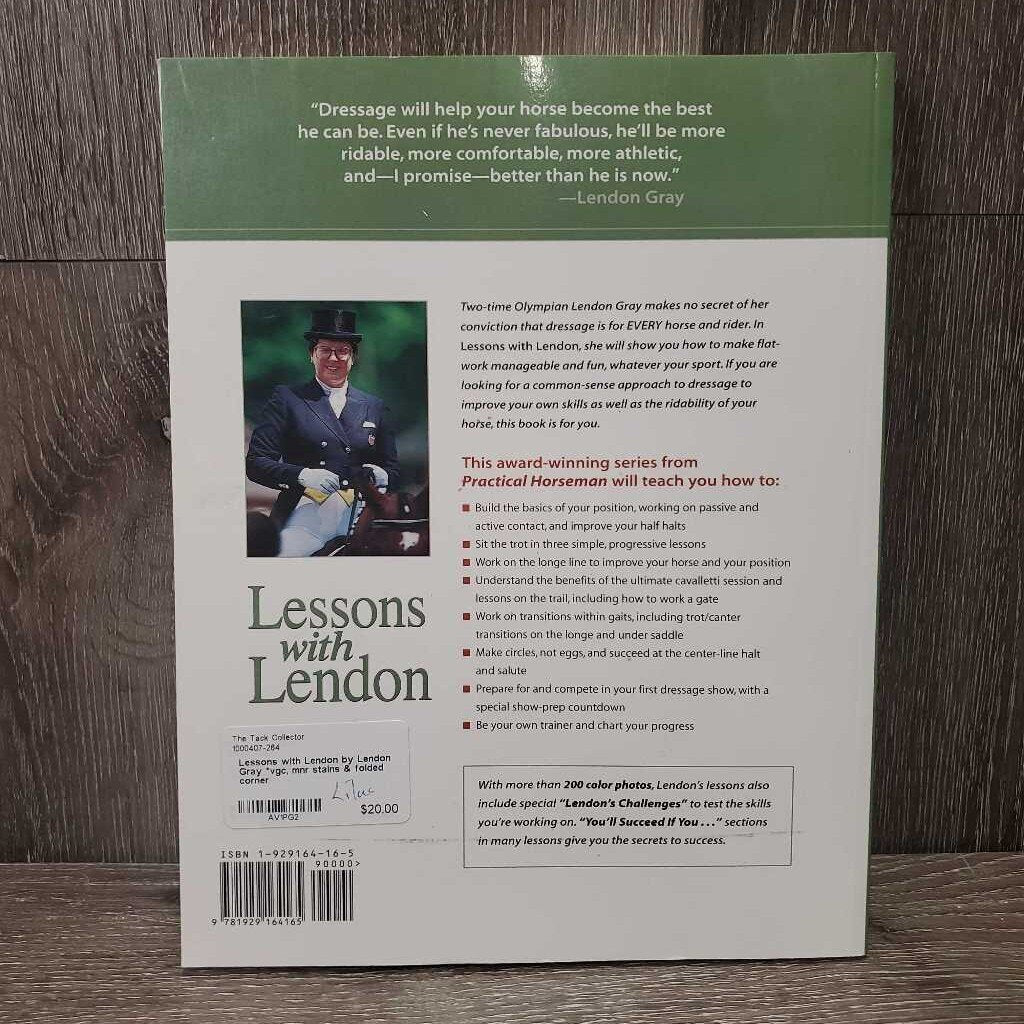 “Dressage will help your horse become the best
he can be. Even if he’s never fabulous, he’ll be more
ridable, more comfortable, more athletic,
and—I promise—better than he is now.”
—Lendon Gray
Two-time Olympian Lendon Gray makes no secret of her
conviction that dressage is for EVERY horse and rider. In
Lessons with Lendon, she will show you how to make flat-
work manageable and fun, whatever your sport. If you are
looking for a common-sense approach to dressage to
improve your own skills as well as the ridability of your
horse, this book is for you.
This award-winning series from
Practical Horseman will teach you how to:
■ Build the basics of your position, working on passive and
active contact, and improve your half halts
■ Sit the trot in three simple, progressive lessons
■ Work on the longe line to improve your horse and your position
■ Understand the benefits of the ultimate cavalletti session and
lessons on the trail, including how to work a gate
■ Work on transitions within gaits, including trot/canter
transitions on the longe and under saddle
■ Make circles, not eggs, and succeed at the center-line halt
and salute
■ Prepare for and compete in your first dressage show, with a
special show-prep countdown
■ Be your own trainer and chart your progress
Lessons
with
Lendon
The Tack Collector
1000407-264
Lessons with Lendon by Lendon
Gray *vgc, mnr stains & folded
corner
$20.00
AV1PG2
With more than 200 color photos, Lendon’s lessons also
include special “Lendon’s Challenges” to test the skills
you’re working on. “You’ll Succeed If You . . .” sections
in many lessons give you the secrets to success.
ISBN 1-929164-16-5
90000>
9 781929 164165